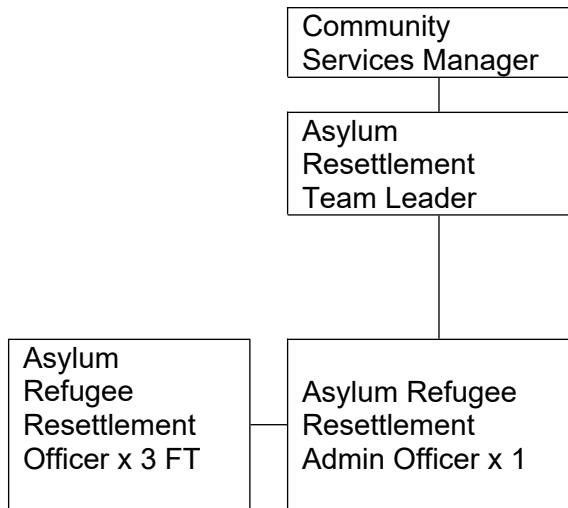 Community
Services Manager
Asylum
Resettlement
Team Leader
Asylum
Refugee
Resettlement
Officer x 3 FT
Asylum Refugee
Resettlement
Admin Officer x 1